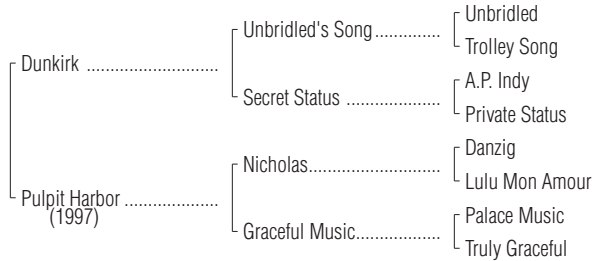 Unbridled
Unbridled's Song..............
Trolley Song
Dunkirk ............................
A.P. Indy
Secret Status ....................
Private Status
Danzig
Nicholas............................
Lulu Mon Amour
Pulpit Harbor ....................
(1997)
Palace Music
Graceful Music..................
Truly Graceful